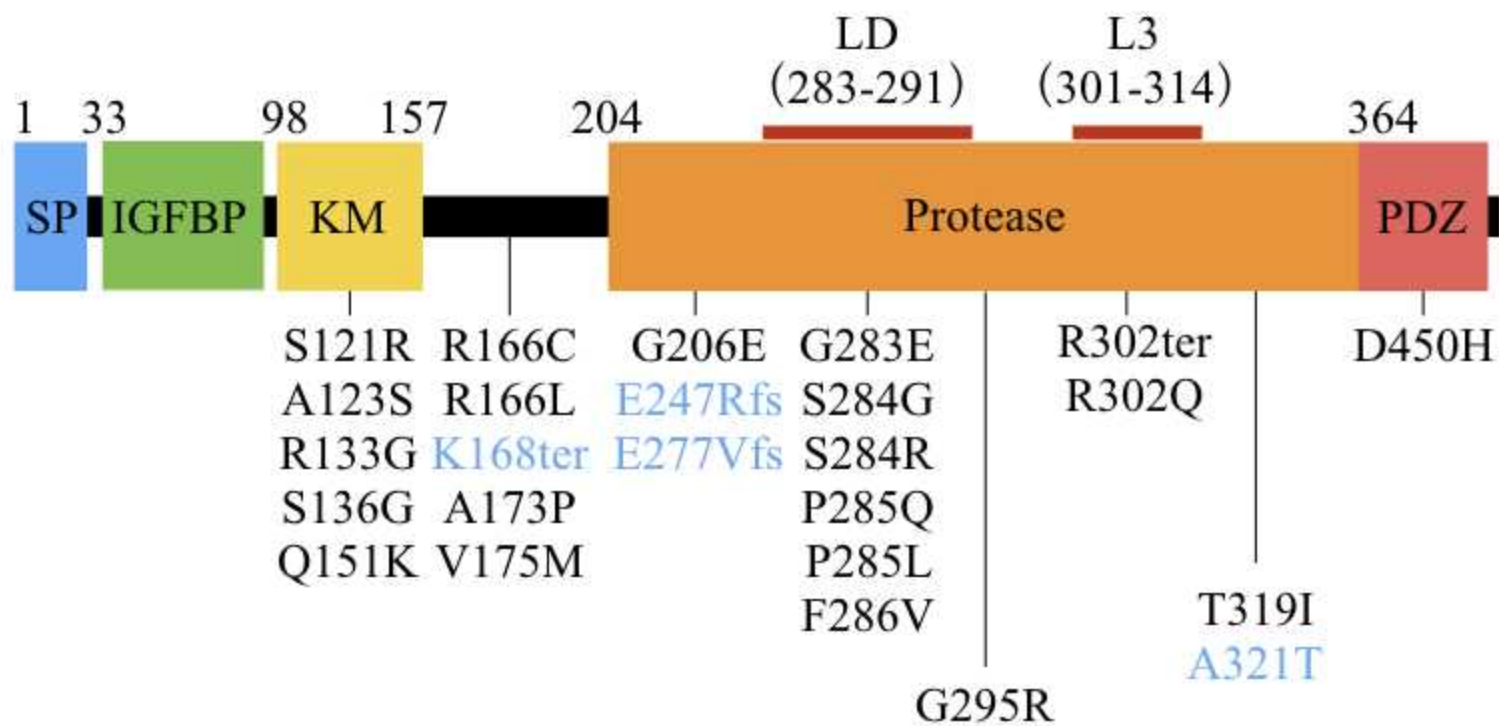 LD
(283-291)
L3
(301-314)
1
33
98
157
204
364
SP
IGFBP
KM
Protease
PDZ
S121R
A123S
R133G
S136G
Q151K
R166C
R166L
K168ter
A173P
V175M
G206E
E247Rfs
E277Vfs
G283E
S284G
S284R
P285Q
P285L
F286V
G295R
R302ter
R302Q
T319I
A321T
D450H